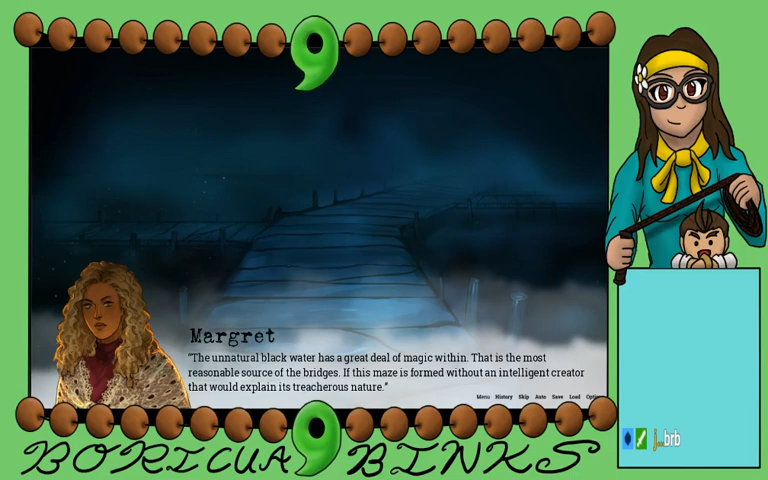 Margret
"The unnatural black water has a great deal of magic within. That is the most
reasonable source of the bridges. If this maze is formed without an intelligent creator
that would explain its treacherous nature."
Menu History Skip Auto Save Load Options
j...brb
BORICUA BINKS